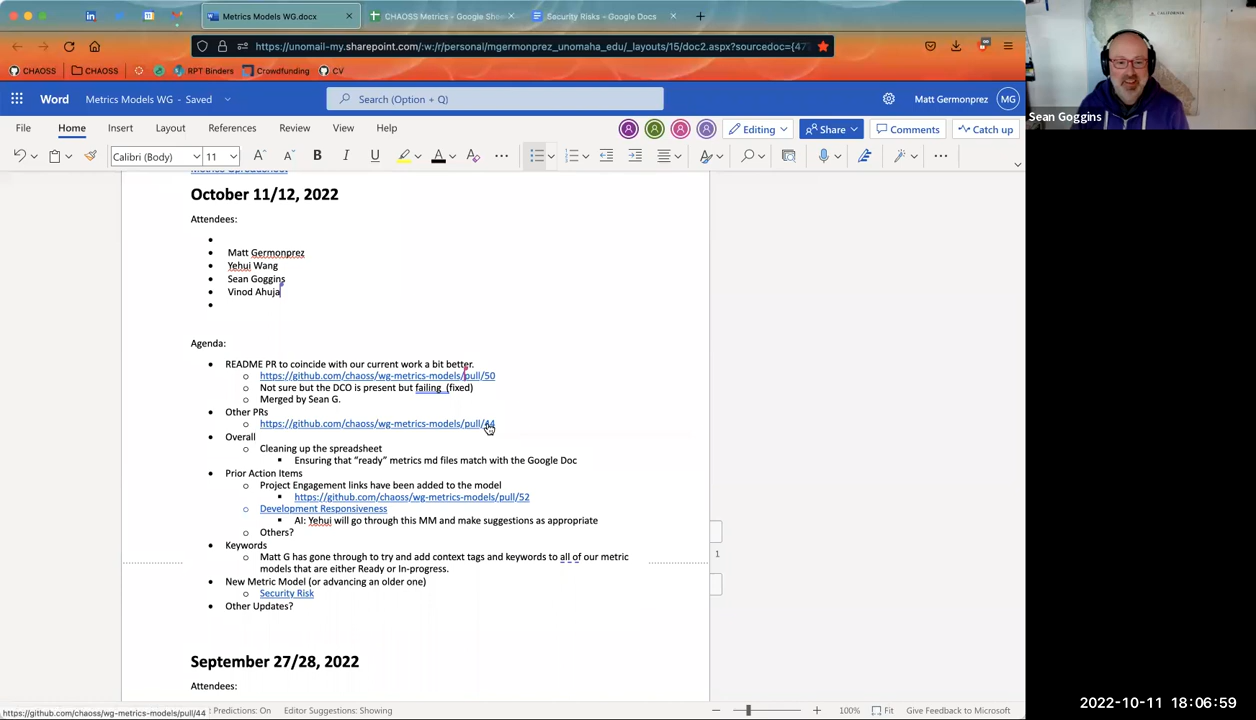 Metrics Models WG.docx
CHAOSS Metrics - Google Shee
Security Risks - Google Docs
https://unomail-my.sharepoint.com/:w:/r/personal/mgermonprez_unomaha_edu/_layouts/15/doc2.aspx?sourcedoc={47
CHAOSS
CHAOSS
RPT Binders
Crowdfunding
CV
Word
Metrics Models WG - Saved
Search (Option + Q)
Matt Germonprez
MG
Sean Goggins
File
Home
Insert
Layout
References
Review
View
Help
Editing
Share
Comments
Catch up
Calibri (Body)
11
B
I
U
A
Metrics Spreadsheet
October 11/12, 2022
Attendees:
Matt Germonprez
Yehui Wang
Sean Goggins
Vinod Ahuja
Agenda:
README PR to coincide with our current work a bit better.
https://github.com/chaoss/wg-metrics-models/pull/50
Not sure but the DCO is present but failing (fixed)
Merged by Sean G.
Other PRs
https://github.com/chaoss/wg-metrics-models/pull/44
Overall
Cleaning up the spreadsheet
Ensuring that “ready” metrics md files match with the Google Doc
Prior Action Items
Project Engagement links have been added to the model
https://github.com/chaoss/wg-metrics-models/pull/52
Development Responsiveness
AI: Yehui will go through this MM and make suggestions as appropriate
Others?
Keywords
Matt G has gone through to try and add context tags and keywords to all of our metric
models that are either Ready or In-progress.
New Metric Model (or advancing an older one)
Security Risk
Other Updates?
1
September 27/28, 2022
Attendees:
https://github.com/chaoss/wg-metrics-models/pull/44
Predictions: On
Editor Suggestions: Showing
100%
Fit
Give Feedback to Microsoft
2022-10-11 18:06:59